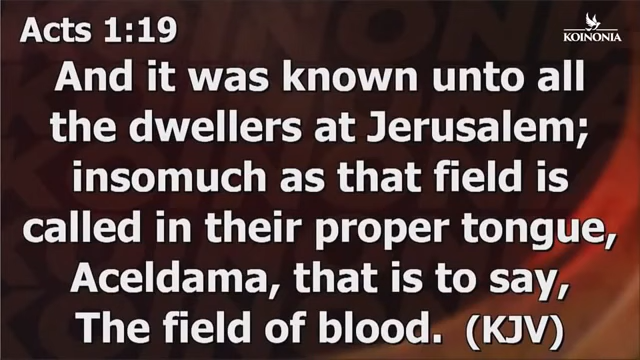 Acts 1:19
KOINONIA
And it was known unto all
the dwellers at Jerusalem;
insomuch as that field is
called in their proper tongue,
Aceldama, that is to say,
The field of blood. (KJV)